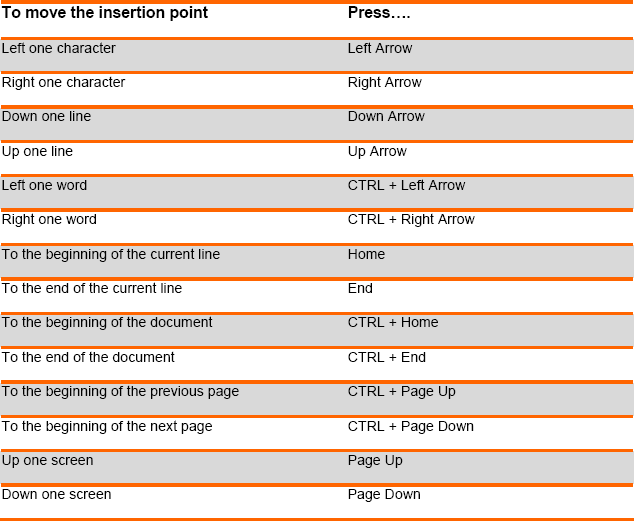 To move the insertion point Press….
Left one character Left Arrow
Right one character Right Arrow
Down one line Down Arrow
Up one line Up Arrow
Left one word CTRL + Left Arrow
Right one word CTRL + Right Arrow
To the beginning of the current line Home
To the end of the current line End
To the beginning of the document CTRL + Home
To the end of the document CTRL + End
To the beginning of the previous page CTRL + Page Up
To the beginning of the next page CTRL + Page Down
Up one screen Page Up
Down one screen Page Down